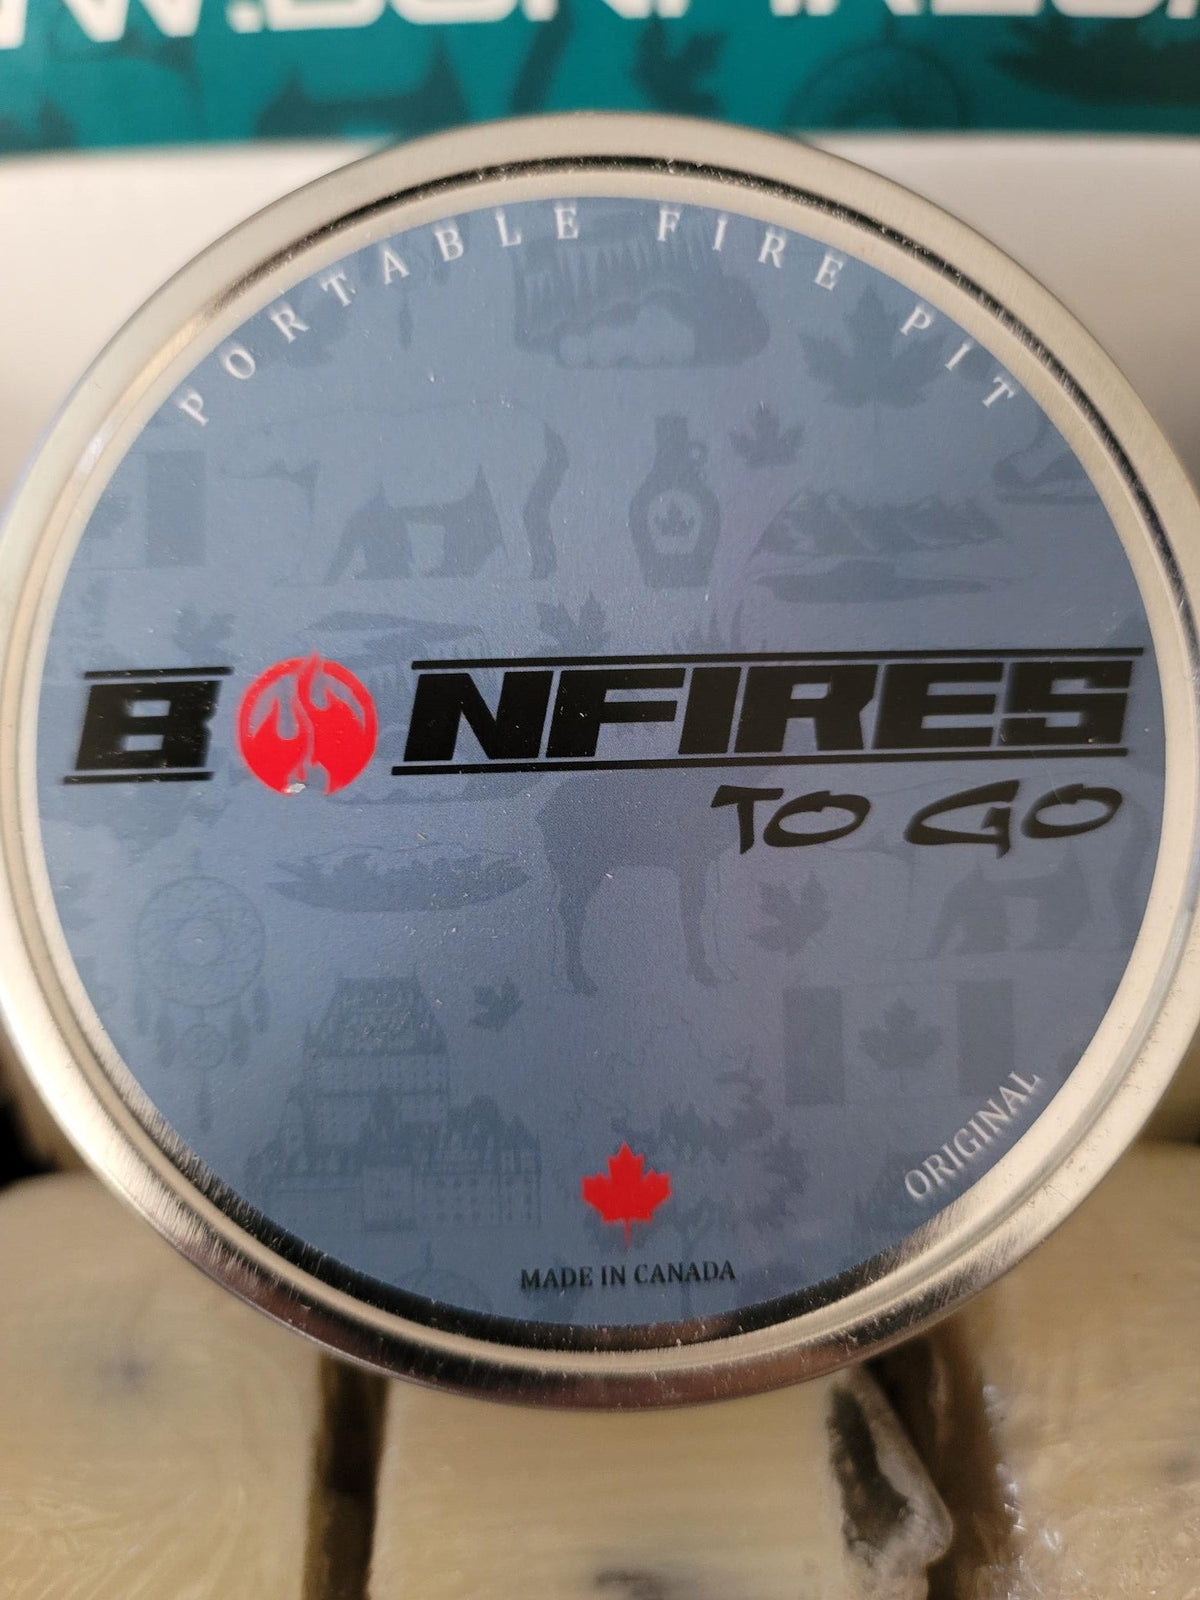 PORTABLE FIRE PIT
BONFIRES
TO GO
ORIGINAL
MADE IN CANADA